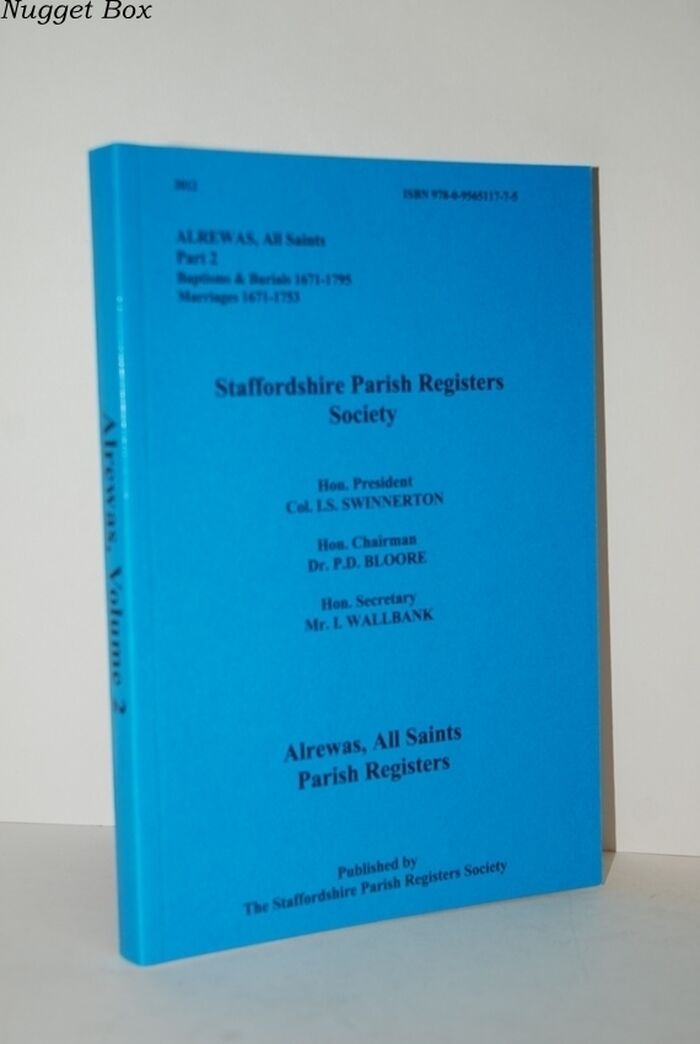 Nugget Box
2012
ISBN 978-0-9565117-7-5
ALREWAS, All Saints
Part 2
Baptisms & Burials 1671-1795
Marriages 1671-1753
Staffordshire Parish Registers
Society
Hon. President
Col. I.S. SWINNERTON
Hon. Chairman
Dr. P.D. BLOORE
Hon. Secretary
Mr. I. WALLBANK
Alrewas, All Saints
Parish Registers
Published by
The Staffordshire Parish Registers Society
Alrewas, Volume 2